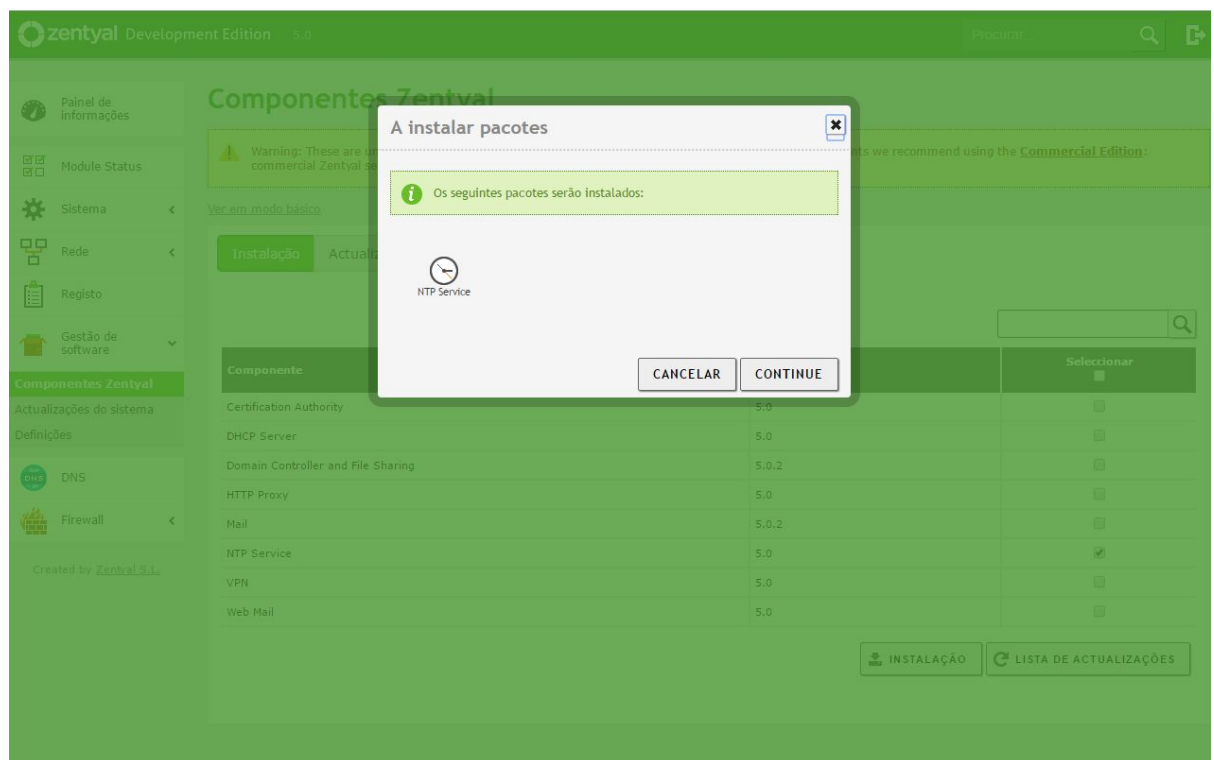 zentyal Development Edition 5.0
Procurar...
Painel de
informações
Module Status
Sistema
Rede
Registo
Gestão de
software
Componentes Zentyal
Actualizações do sistema
Definições
DNS
DNS
Firewall
Created by Zentyal S.L.
Componentes Zentyal
Warning: These are
nts we recommend using the Commercial Edition:
commercial Zentyal se
Ver em modo básico
Instalação
Actuali
A instalar pacotes
Os seguintes pacotes serão instalados:
NTP Service
CANCELAR
CONTINUE
Componente
Seleccionar
Certification Authority
5.0
DHCP Server
5.0
Domain Controller and File Sharing
5.0.2
HTTP Proxy
5.0
Mail
5.0.2
NTP Service
5.0
VPN
5.0
Web Mail
5.0
INSTALAÇÃO
LISTA DE ACTUALIZAÇÕES